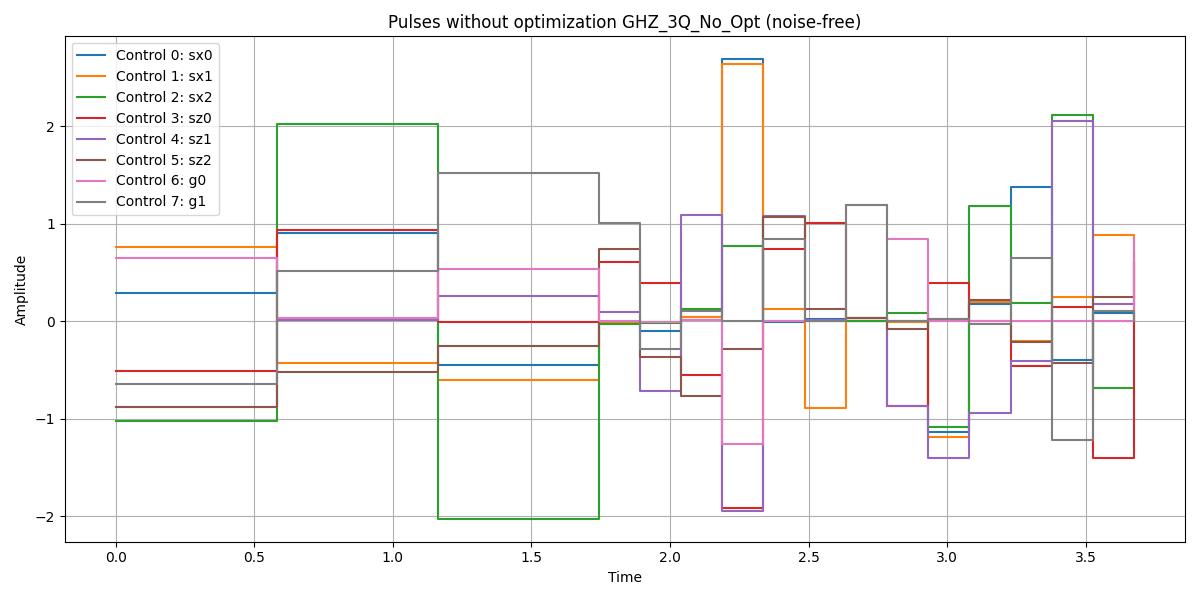 Pulses without optimization GHZ_3Q_No_Opt (noise-free)
Control 0: sx0
Control 1: sx1
Control 2: sx2
Control 3: sz0
Control 4: sz1
Control 5: sz2
Control 6: g0
Control 7: g1
Amplitude
2
1
0
−1
−2
0.0 0.5 1.0 1.5 2.0 2.5 3.0 3.5
Time